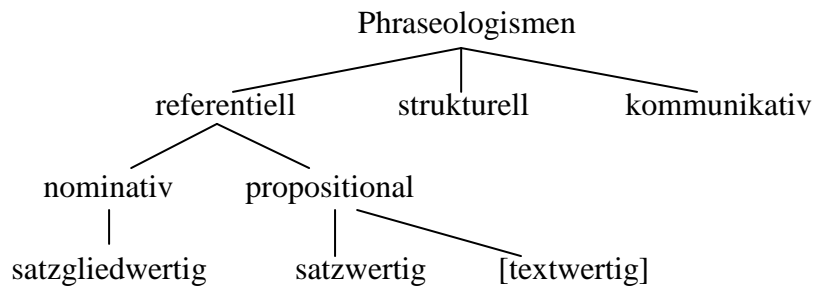 Phraseologismen
referentiell strukturell kommunikativ
nominativ propositional
satzgliedwertig satzwertig [textwertig]